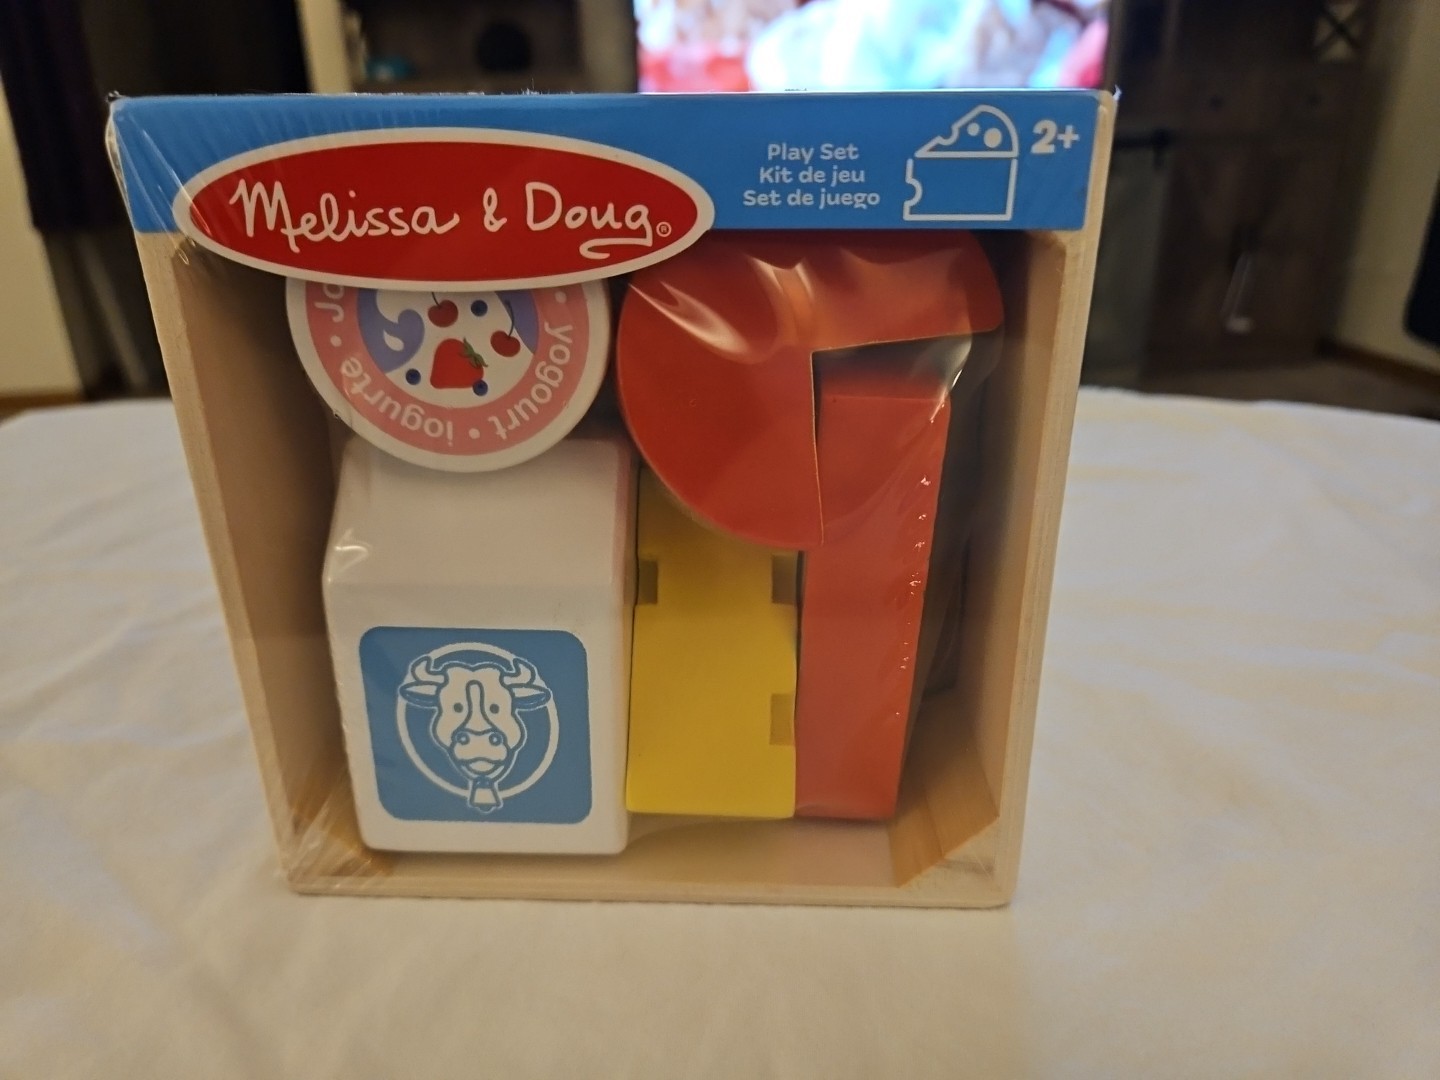 Melissa & Doug®
Play Set
Kit de jeu
Set de juego
2+
yogourt • iogurte •